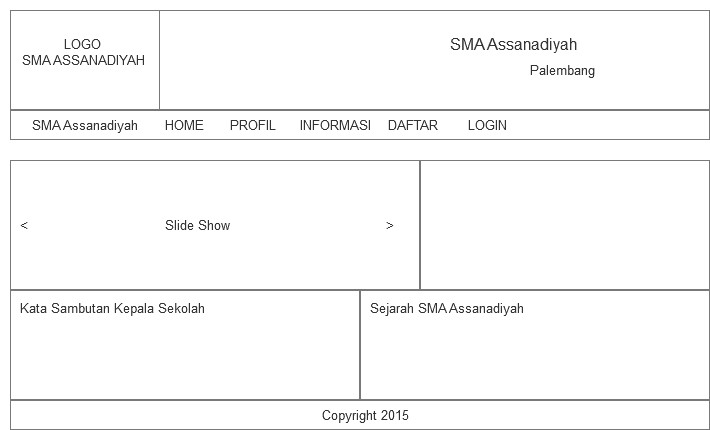 LOGO
SMA ASSANADIYAH
SMA Assanadiyah
Palembang
SMA Assanadiyah HOME PROFIL INFORMASI DAFTAR LOGIN
< Slide Show >
Kata Sambutan Kepala Sekolah
Sejarah SMA Assanadiyah
Copyright 2015